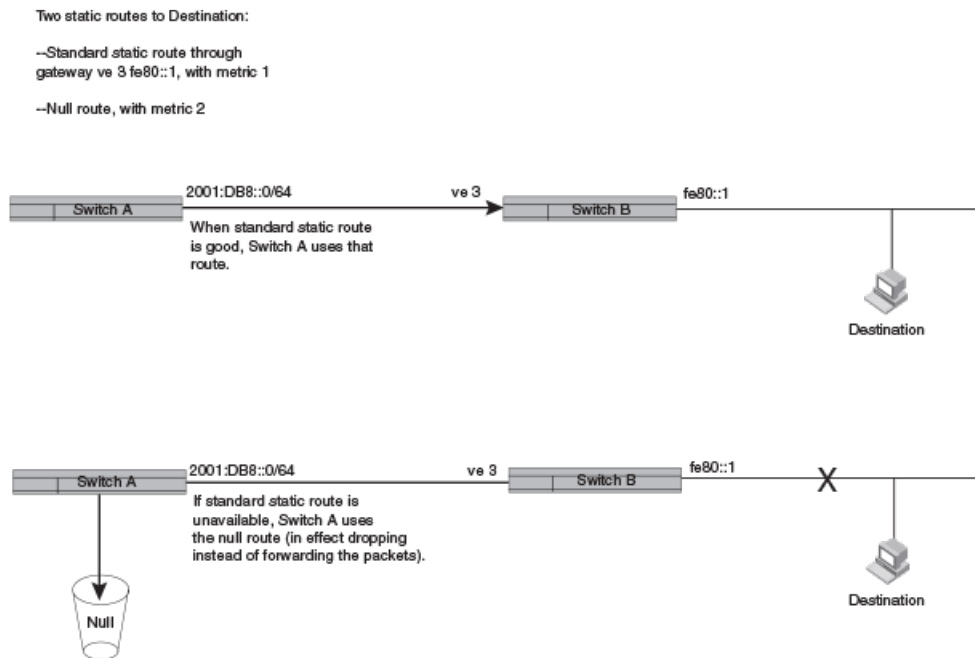 Two static routes to Destination:
--Standard static route through
gateway ve 3 fe80::1, with metric 1
--Null route, with metric 2
2001:DB8::0/64
ve 3
fe80::1
Switch A
Switch B
When standard static route
is good, Switch A uses that
route.
Destination
2001:DB8::0/64
ve 3
fe80::1
Switch A
Switch B
X
If standard static route is
unavailable, Switch A uses
the null route (in effect dropping
instead of forwarding the packets).
Destination
Null